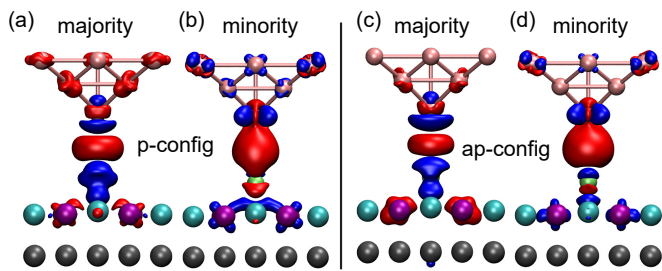 (a) majority
(b) minority
(c) majority
(d) minority
p-config
ap-config